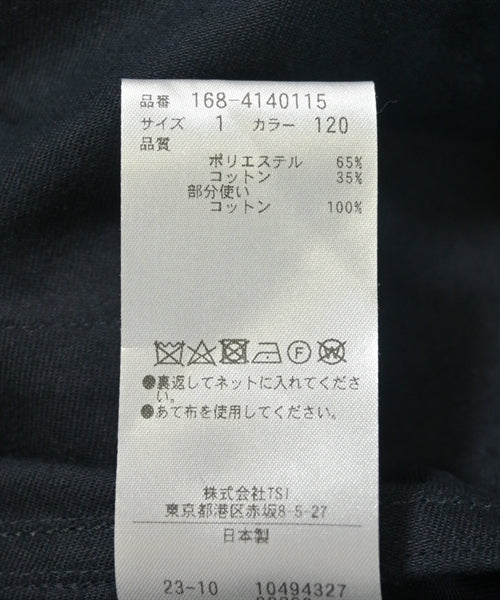 品番 168-4140115
サイズ 1 カラー 120
品質
ポリエステル 65%
コットン 35%
部分使い
コットン 100%
●裏返してネットに入れてくださ
い。
●あて布を使用してください。
株式会社TSI
東京都港区赤坂8-5-27
日本製
23-10 10494327